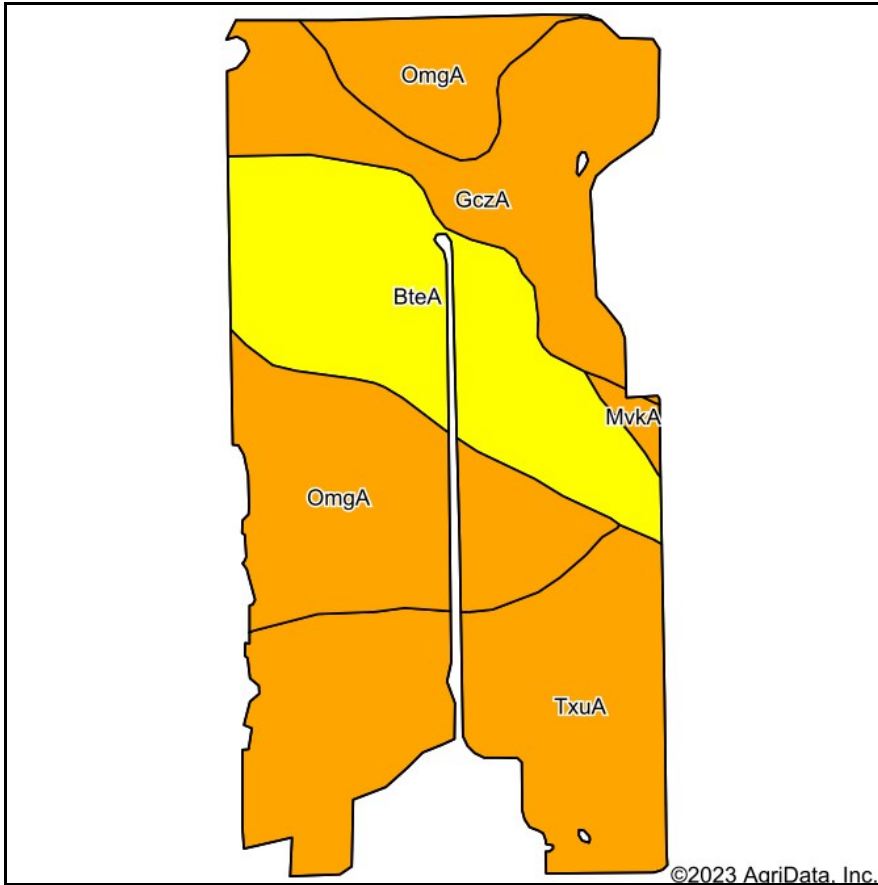 OmgA
GczA
BteA
MvkA
OmgA
TxuA
©2023 AgriData, Inc.